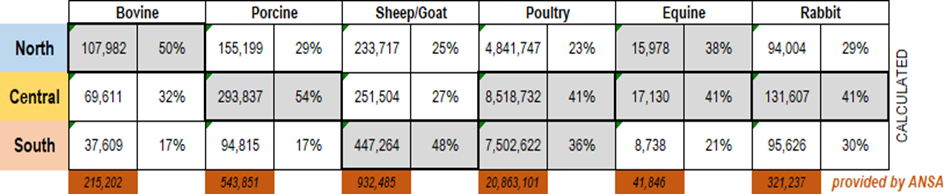 Bovine Porcine Sheep/Goat Poultry Equine Rabbit
North 107,982 50% 155,199 29% 233,717 25% 4,841,747 23% 15,978 38% 94,004 29%
Central 69,611 32% 293,837 54% 251,504 27% 8,518,732 41% 17,130 41% 131,607 41%
South 37,609 17% 94,815 17% 447,264 48% 7,502,622 36% 8,738 21% 95,626 30%
CALCULATED
215,202 543,851 932,485 20,863,101 41,846 321,237 provided by ANSA